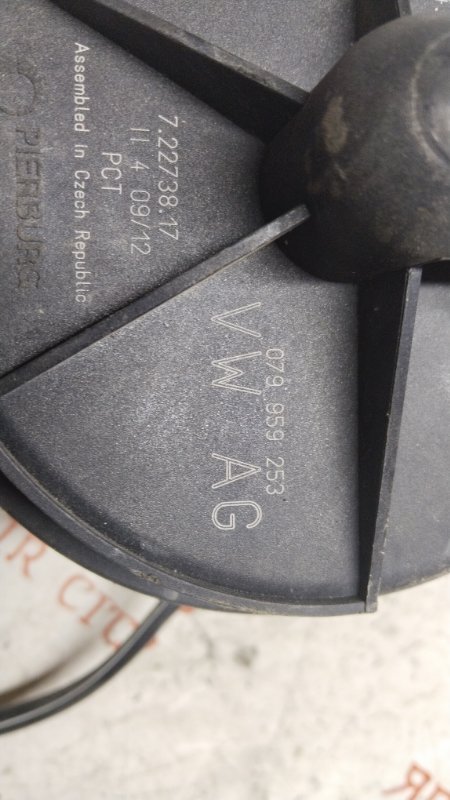 7.22738.17
11 4 09/12
PCT
Assembled in Czech Republic
PIERBURG
079 959 253
VW AG